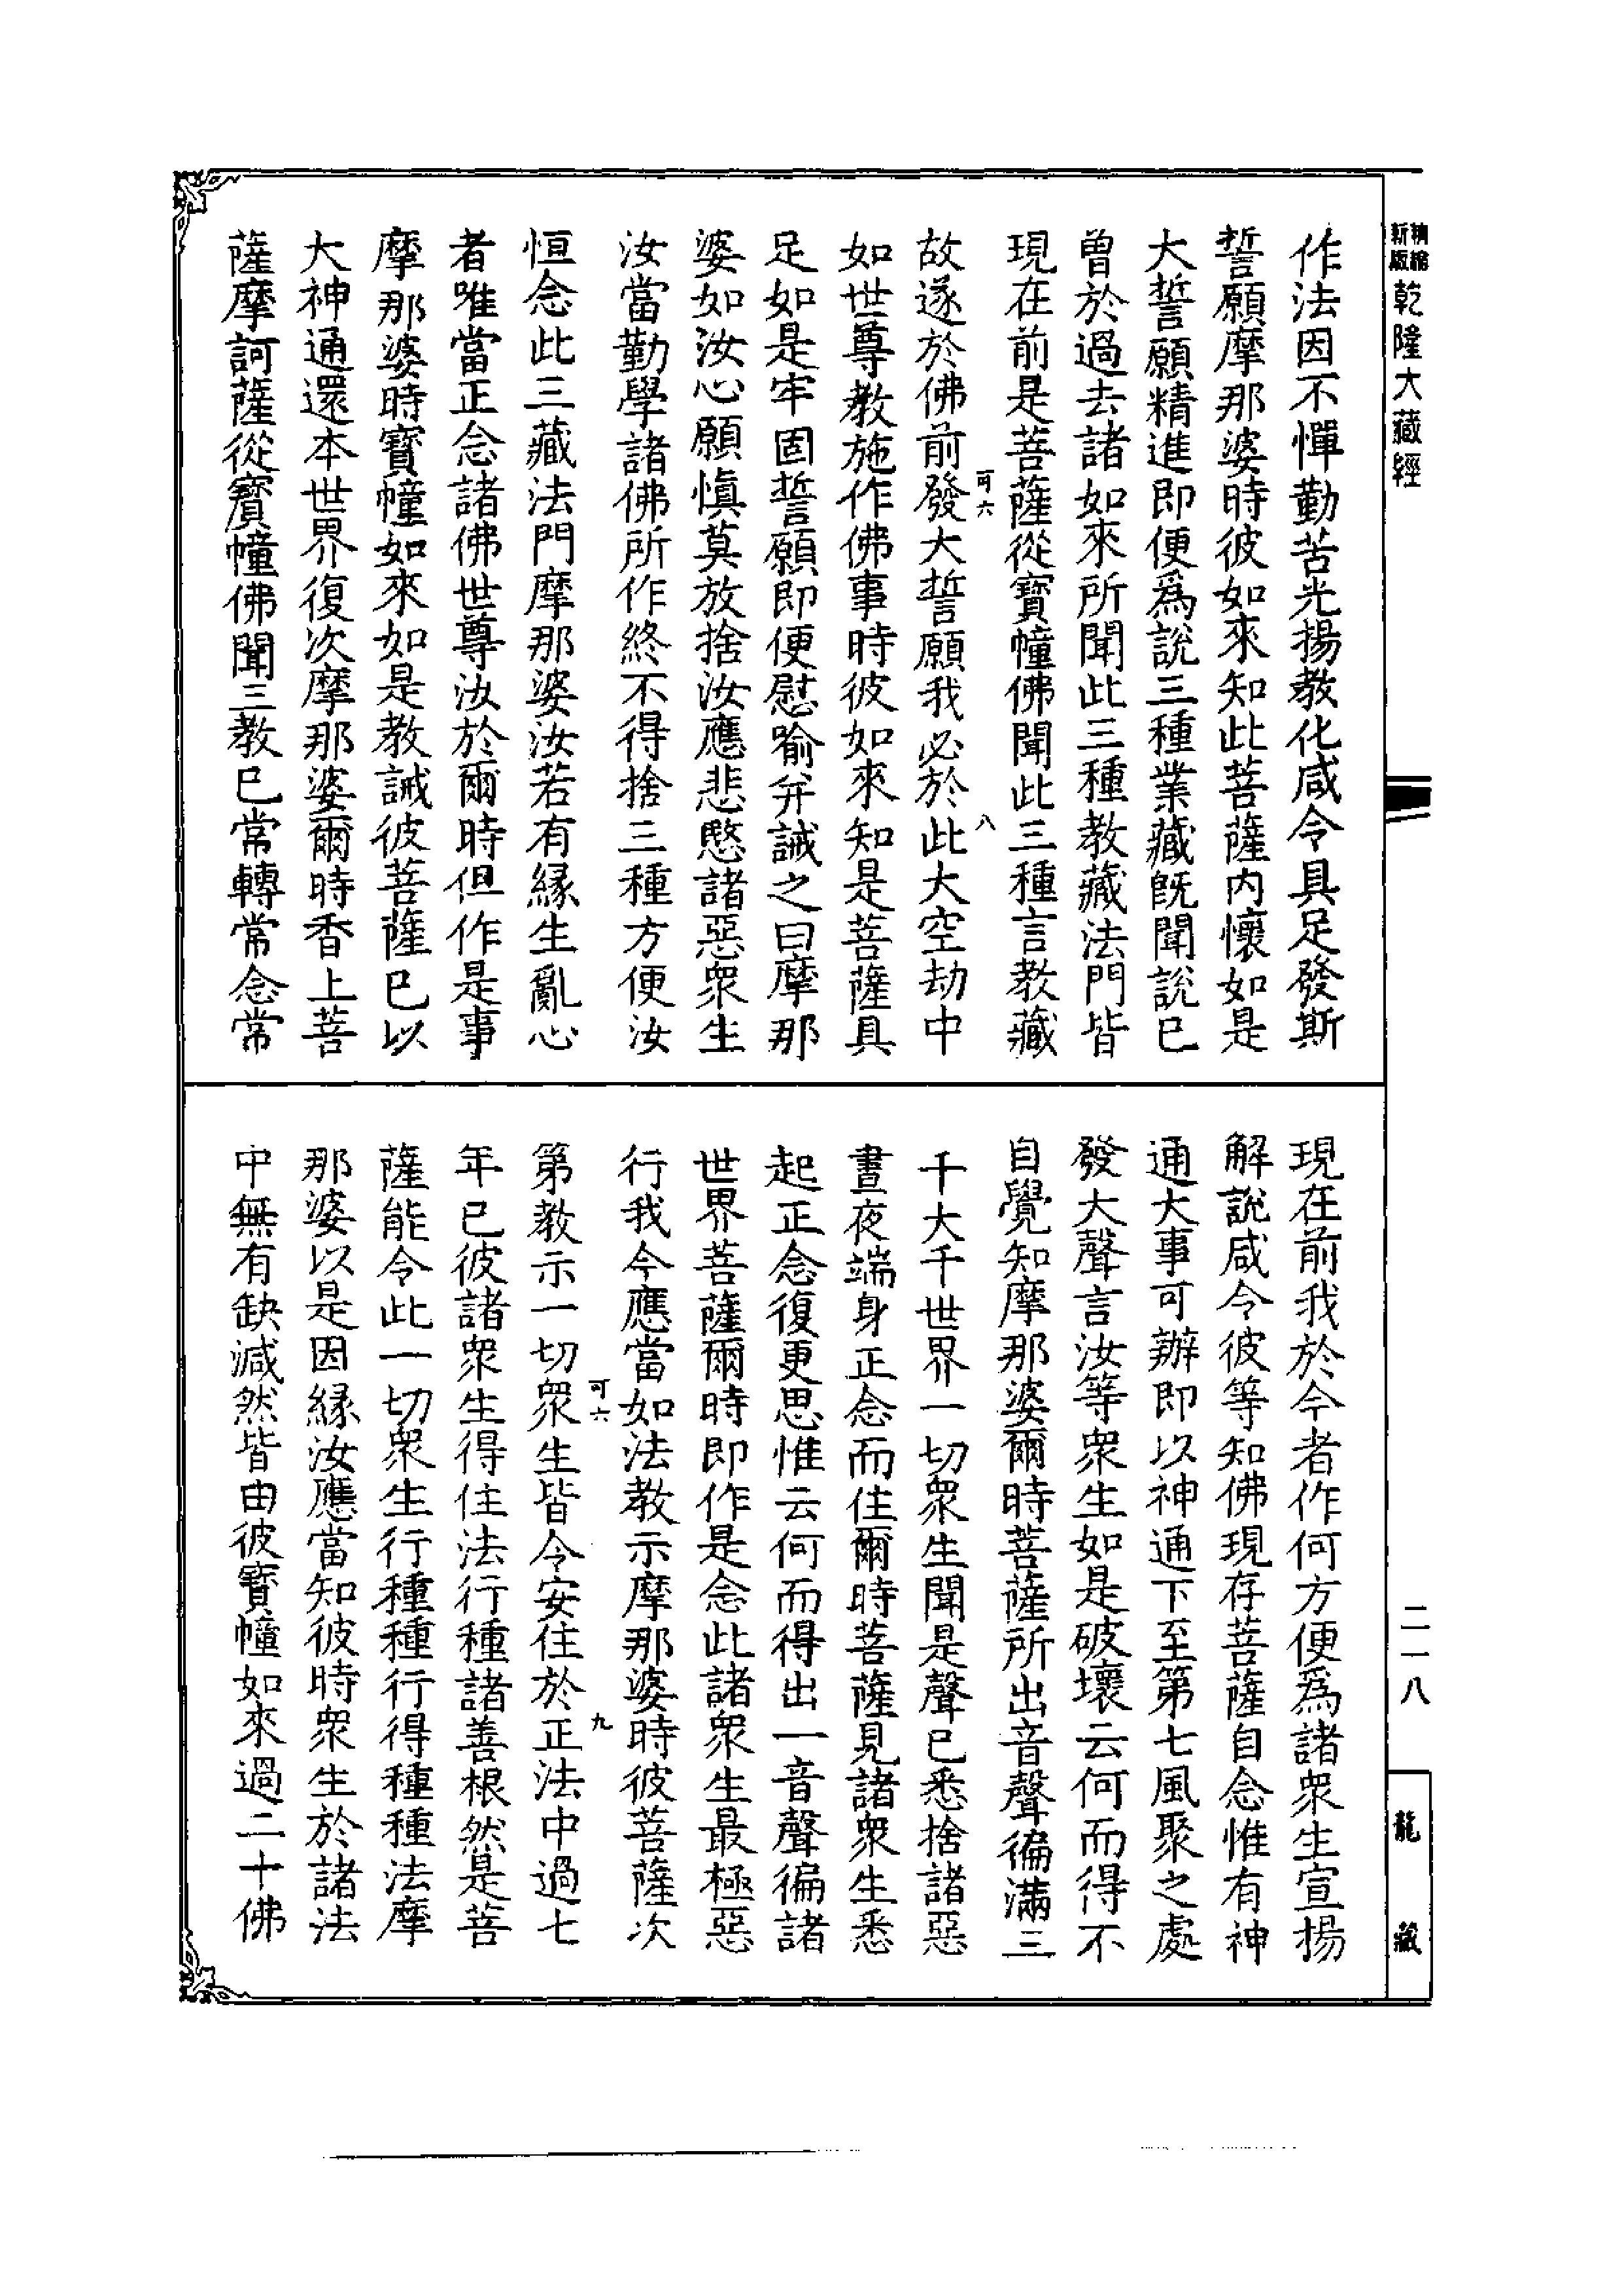 精縮新版乾隆大藏經
作法因不憚勤苦光揚教化咸令具足發斯
誓願摩那婆時彼如來知此菩薩内懷如是
大誓願精進即便爲說三種業藏旣聞說已
曾於過去諸如來所聞此三種教藏法門皆
現在前是菩薩從寶幢佛聞此三種言教藏
可六
八
故遂於佛前發大誓願我必於此大空劫中
如世尊教施作佛事時彼如來知是菩薩具
足如是牢固誓願即便慰喻并誡之曰摩那
婆如汝心願慎莫放捨汝應悲愍諸惡衆生
汝當勤學諸佛所作終不得捨三種方便汝
恒念此三藏法門摩那婆汝若有緣生亂心
者唯當正念諸佛世尊汝於爾時但作是事
摩那婆時寶幢如來如是教誡彼菩薩已以
大神通還本世界復次摩那婆爾時香上菩
薩摩訶薩從寶幢佛聞三教已常轉常念常
現在前我於今者作何方便爲諸衆生宣揚
解說咸令彼等知佛現存菩薩自念惟有神
通大事可辦即以神通下至第七風聚之處
發大聲言汝等衆生如是破壞云何而得不
自覺知摩那婆爾時菩薩所出音聲徧滿三
千大千世界一切衆生聞是聲已悉捨諸惡
晝夜端身正念而住爾時菩薩見諸衆生悉
起正念復更思惟云何而得出一音聲徧諸
世界菩薩爾時即作是念此諸衆生最極惡
行我今應當如法教示摩那婆時彼菩薩次
可六
九
第教示一切衆生皆令安住於正法中過七
年已彼諸衆生得住法行種諸善根然是菩
薩能令此一切衆生行種種行得種種法摩
那婆以是因緣汝應當知彼時衆生於諸法
中無有缺減然皆由彼寶幢如來過二十佛
二一八
龍藏